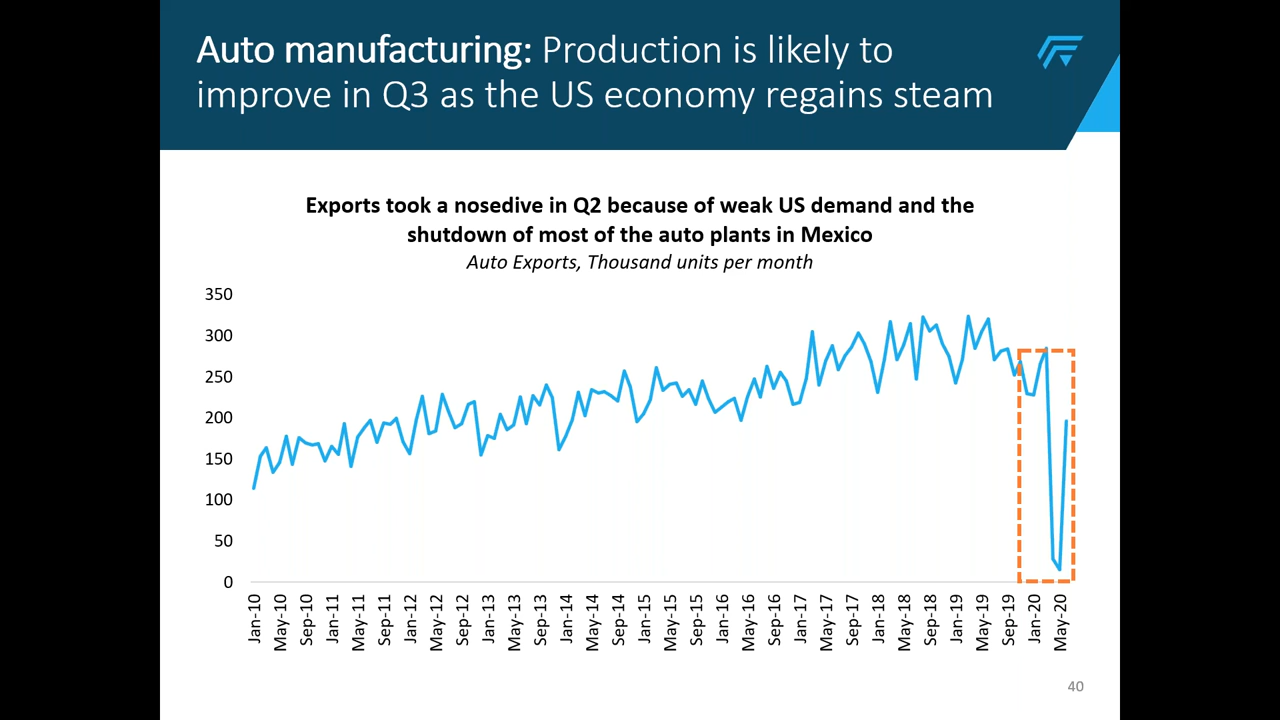 Auto manufacturing: Production is likely to
improve in Q3 as the US economy regains steam
Exports took a nosedive in Q2 because of weak US demand and the
shutdown of most of the auto plants in Mexico
Auto Exports, Thousand units per month
350
300
250
200
150
100
50
0
Jan-10
May-10
Sep-10
Jan-11
May-11
Sep-11
Jan-12
May-12
Sep-12
Jan-13
May-13
Sep-13
Jan-14
May-14
Sep-14
Jan-15
May-15
Sep-15
Jan-16
May-16
Sep-16
Jan-17
May-17
Sep-17
Jan-18
May-18
Sep-18
Jan-19
May-19
Sep-19
Jan-20
May-20
40